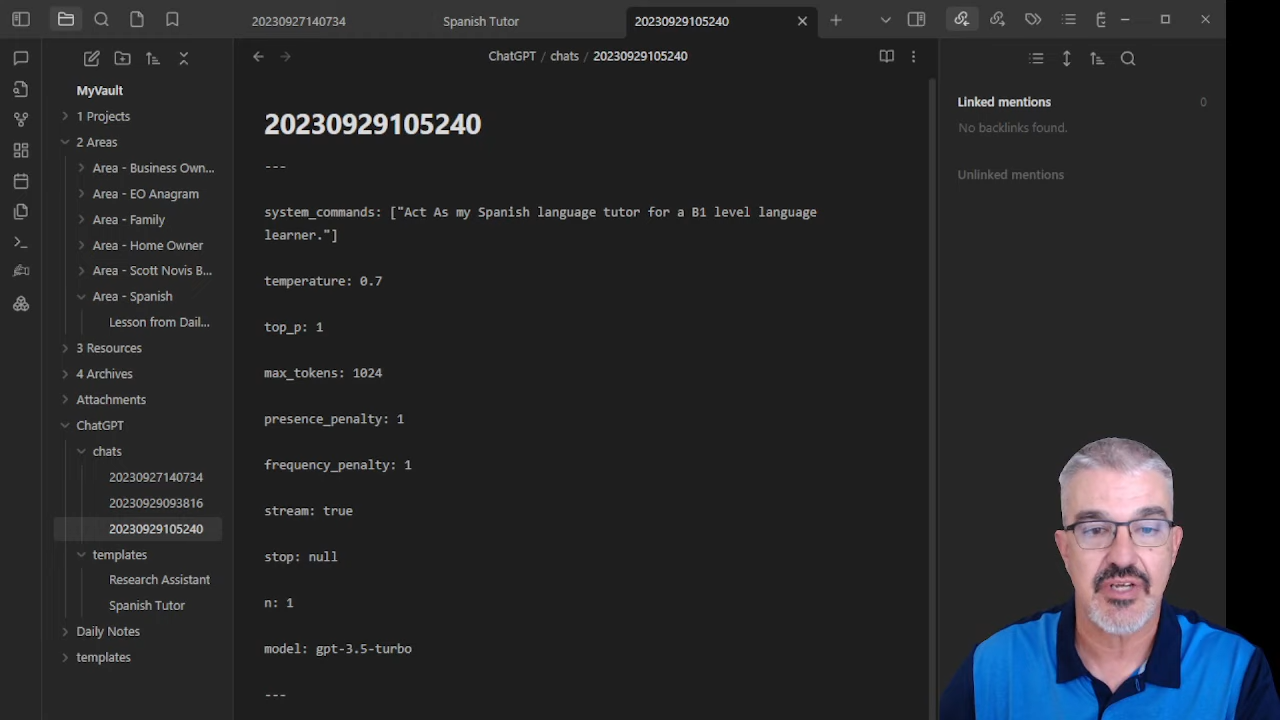 20230927140734
Spanish Tutor
20230929105240
ChatGPT / chats / 20230929105240
MyVault
1 Projects
2 Areas
Area - Business Own...
Area - EO Anagram
Area - Family
Area - Home Owner
Area - Scott Novis B...
Area - Spanish
Lesson from Dail...
3 Resources
4 Archives
Attachments
ChatGPT
chats
20230927140734
20230929093816
20230929105240
templates
Research Assistant
Spanish Tutor
Daily Notes
templates
20230929105240
---
system_commands: ["Act As my Spanish language tutor for a B1 level language
learner."]
temperature: 0.7
top_p: 1
max_tokens: 1024
presence_penalty: 1
frequency_penalty: 1
stream: true
stop: null
n: 1
model: gpt-3.5-turbo
---
Linked mentions 0
No backlinks found.
Unlinked mentions